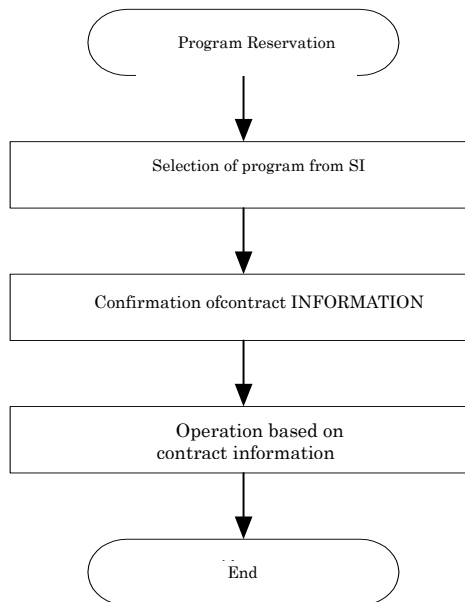 Program Reservation
Selection of program from SI
Confirmation ofcontract INFORMATION
Operation based on
contract information
End